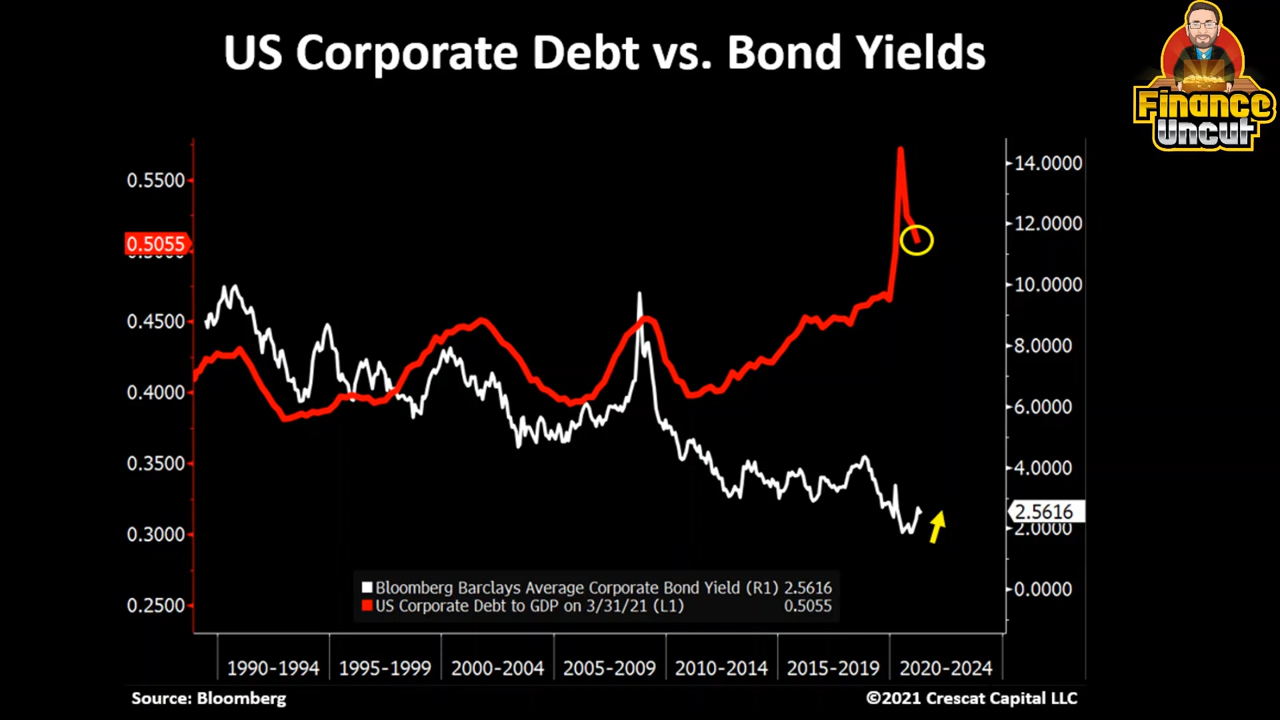 US Corporate Debt vs. Bond Yields
Finance
Uncut
0.5500
0.5055
0.5000
0.4500
0.4000
0.3500
0.3000
0.2500
14.0000
12.0000
10.0000
8.0000
6.0000
4.0000
2.5616
2.0000
0.0000
Bloomberg Barclays Average Corporate Bond Yield (R1) 2.5616
US Corporate Debt to GDP on 3/31/21 (L1) 0.5055
1990-1994 1995-1999 2000-2004 2005-2009 2010-2014 2015-2019 2020-2024
Source: Bloomberg
©2021 Crescat Capital LLC